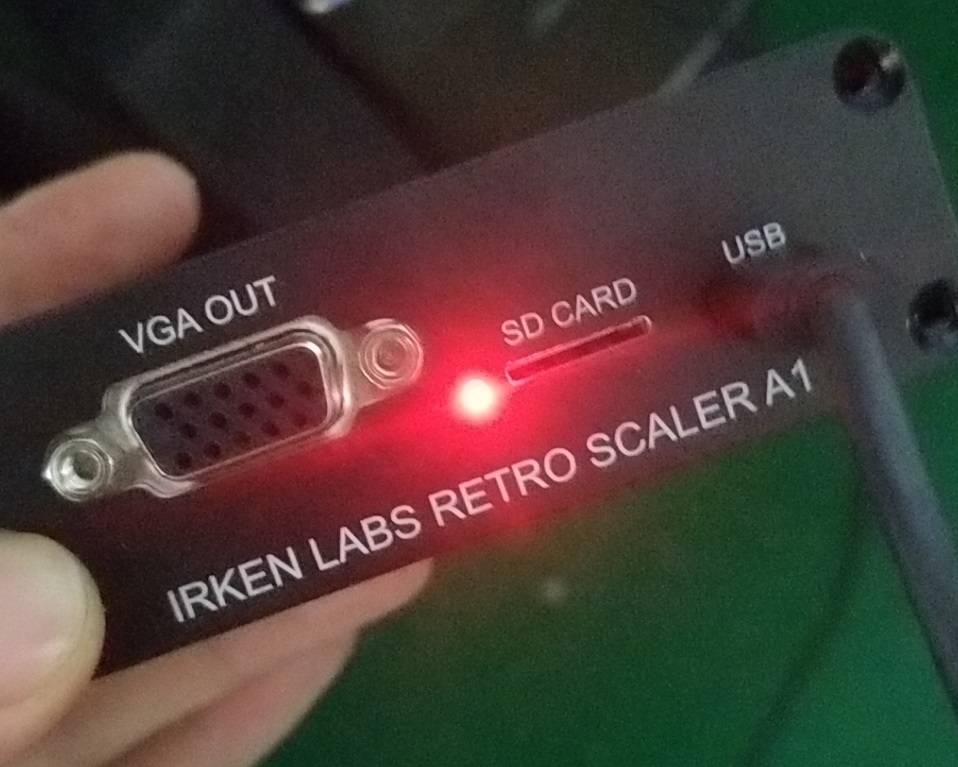 VGA OUT
SD CARD
USB
IRKEN LABS RETRO SCALER A1